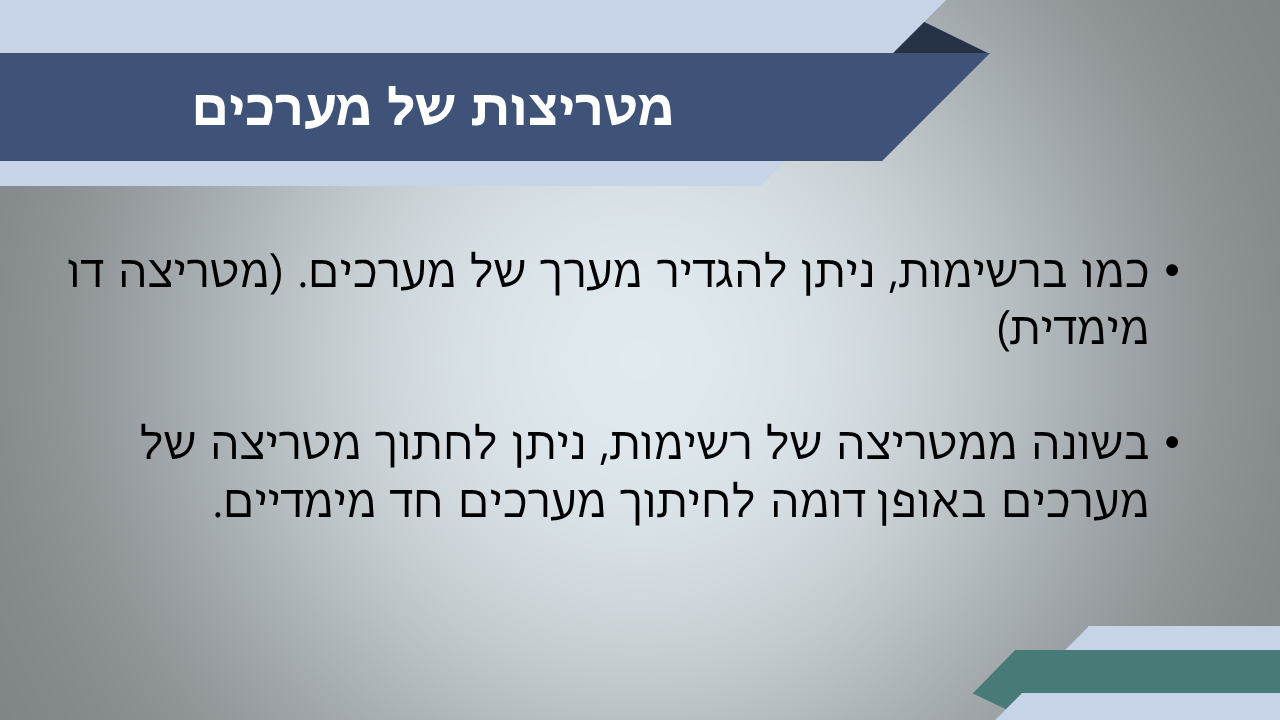 מטריצות של מערכים
• כמו ברשימות, ניתן להגדיר מערך של מערכים. (מטריצה דו
מימדית)
• בשונה ממטריצה של רשימות, ניתן לחתוך מטריצה של
מערכים באופן דומה לחיתוך מערכים חד מימדיים.